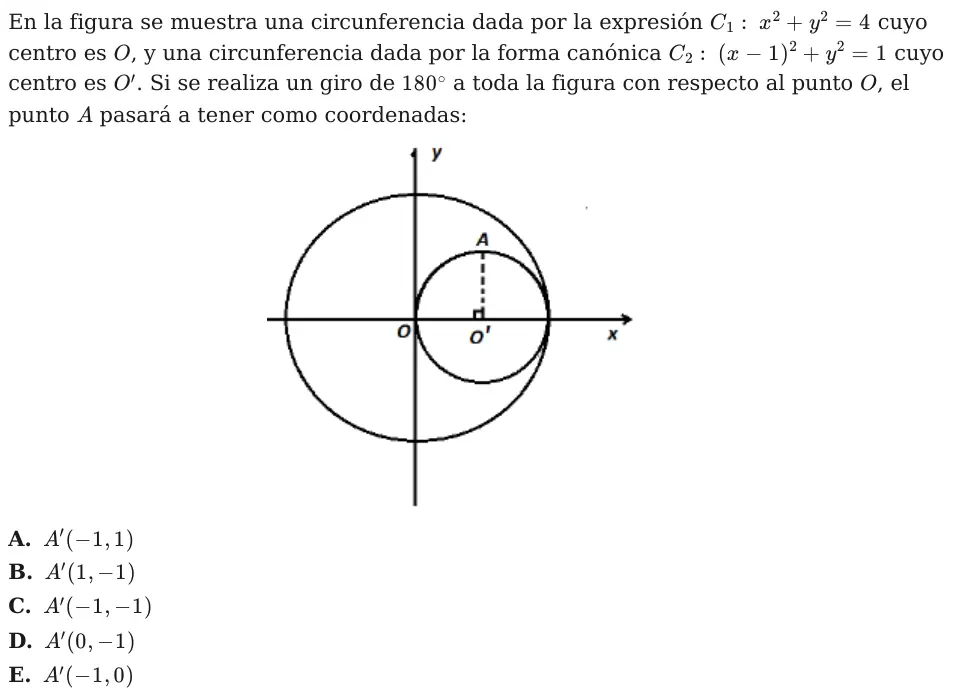 En la figura se muestra una circunferencia dada por la expresión C₁ : x² + y² = 4 cuyo
centro es O, y una circunferencia dada por la forma canónica C₂ : (x − 1)² + y² = 1 cuyo
centro es O′. Si se realiza un giro de 180° a toda la figura con respecto al punto O, el
punto A pasará a tener como coordenadas:
y
A
O
O'
x
A. A′(−1, 1)
B. A′(1, −1)
C. A′(−1, −1)
D. A′(0, −1)
E. A′(−1, 0)